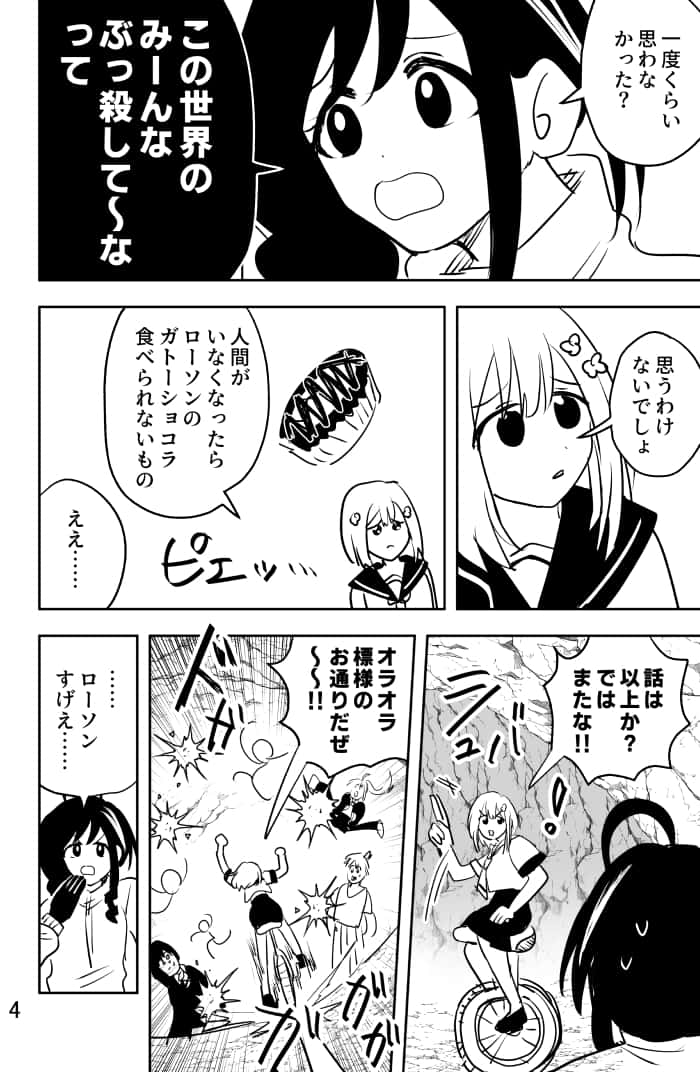 一度くらい
思わな
かった?
この世界の
みーんな
ぶっ殺して〜な
って
思うわけ
ないでしょ
人間が
いなくなったら
ローソンの
ガトーショコラ
食べられないもの
ピエッ…
ええ……
話は
以上か?
では
またな!!
シュバ
!
オラオラ
標様の
お通りだぜ
〜〜!!
ドド
ガガガ
……
ローソン
すげえ……
4